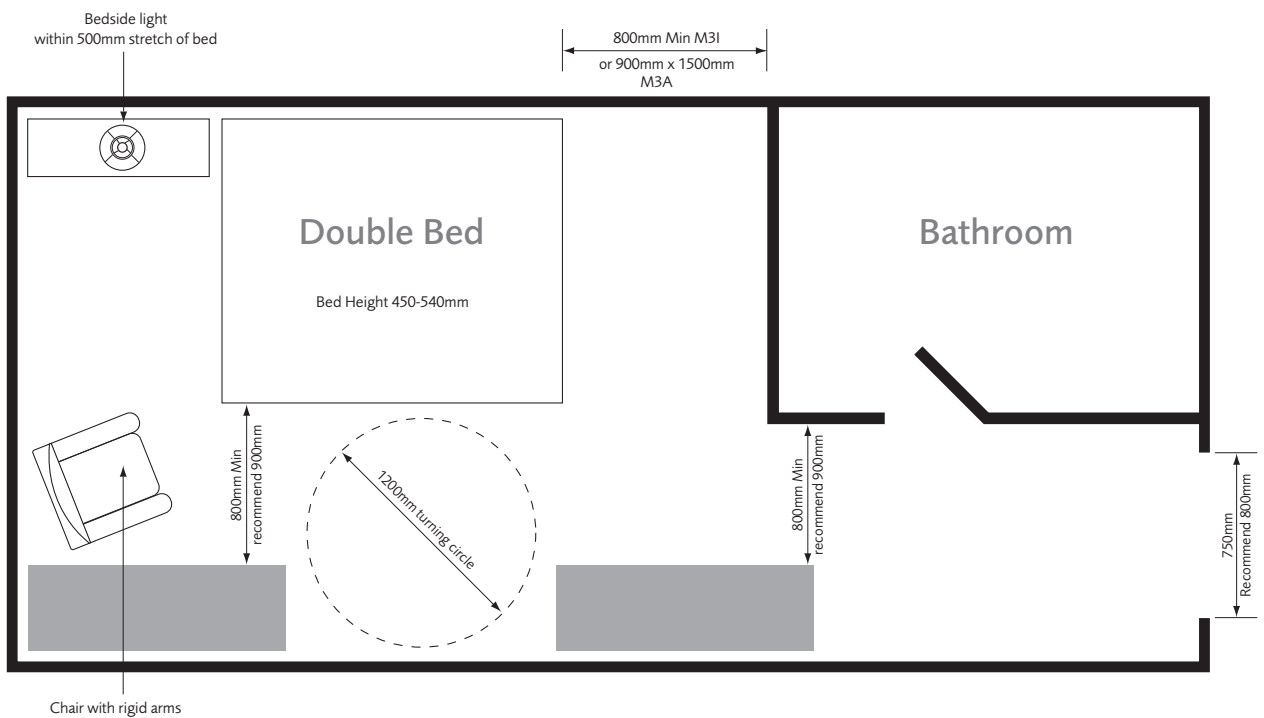 Bedside light
within 500mm stretch of bed
800mm Min M3I
or 900mm x 1500mm
M3A
Double Bed
Bed Height 450-540mm
Bathroom
800mm Min
recommend 900mm
1200mm turning circle
800mm Min
recommend 900mm
750mm
Recommend 800mm
Chair with rigid arms